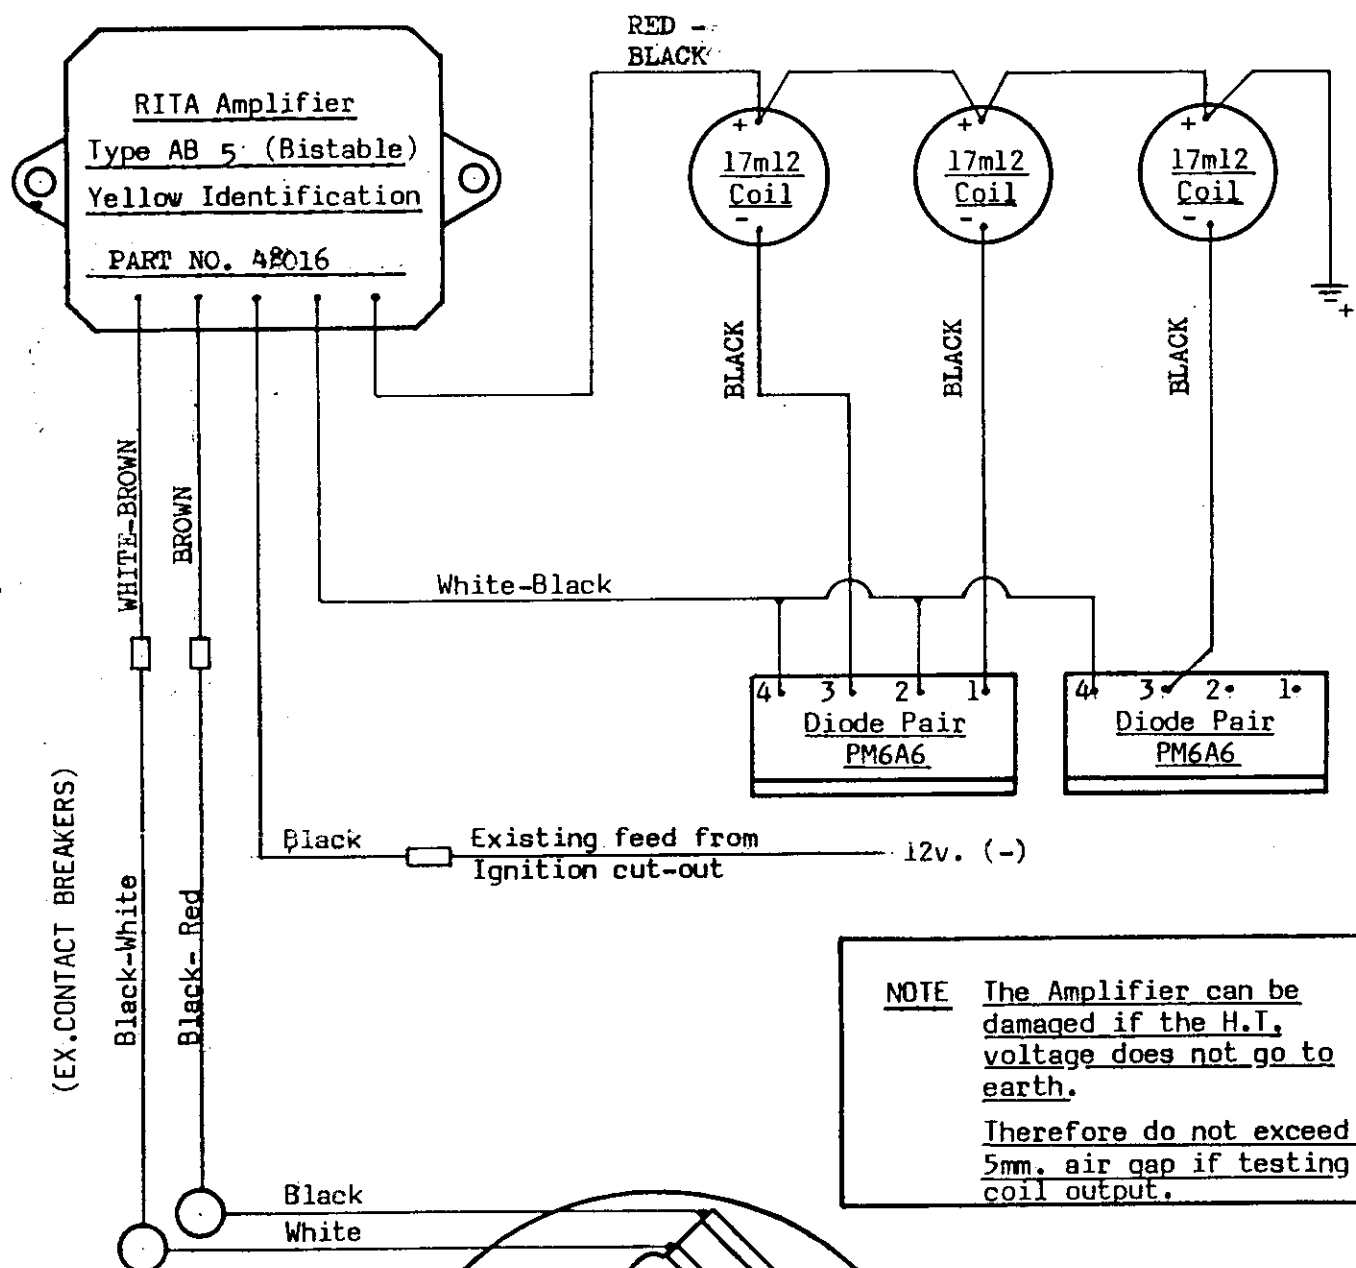 RED -
BLACK
RITA Amplifier
Type AB 5 (Bistable)
Yellow Identification
PART NO. 48016
+
17m12
Coil
-
+
17m12
Coil
-
+
17m12
Coil
-
+
BLACK
BLACK
BLACK
WHITE-BROWN
BROWN
White-Black
4 3 2 1
Diode Pair
PM6A6
4 3 2 1
Diode Pair
PM6A6
Black
Existing feed from
Ignition cut-out
12v. (-)
(EX.CONTACT BREAKERS)
Black-White
Black- Red
NOTE The Amplifier can be
damaged if the H.T.
voltage does not go to
earth.
Therefore do not exceed
5mm. air gap if testing
coil output.
Black
White